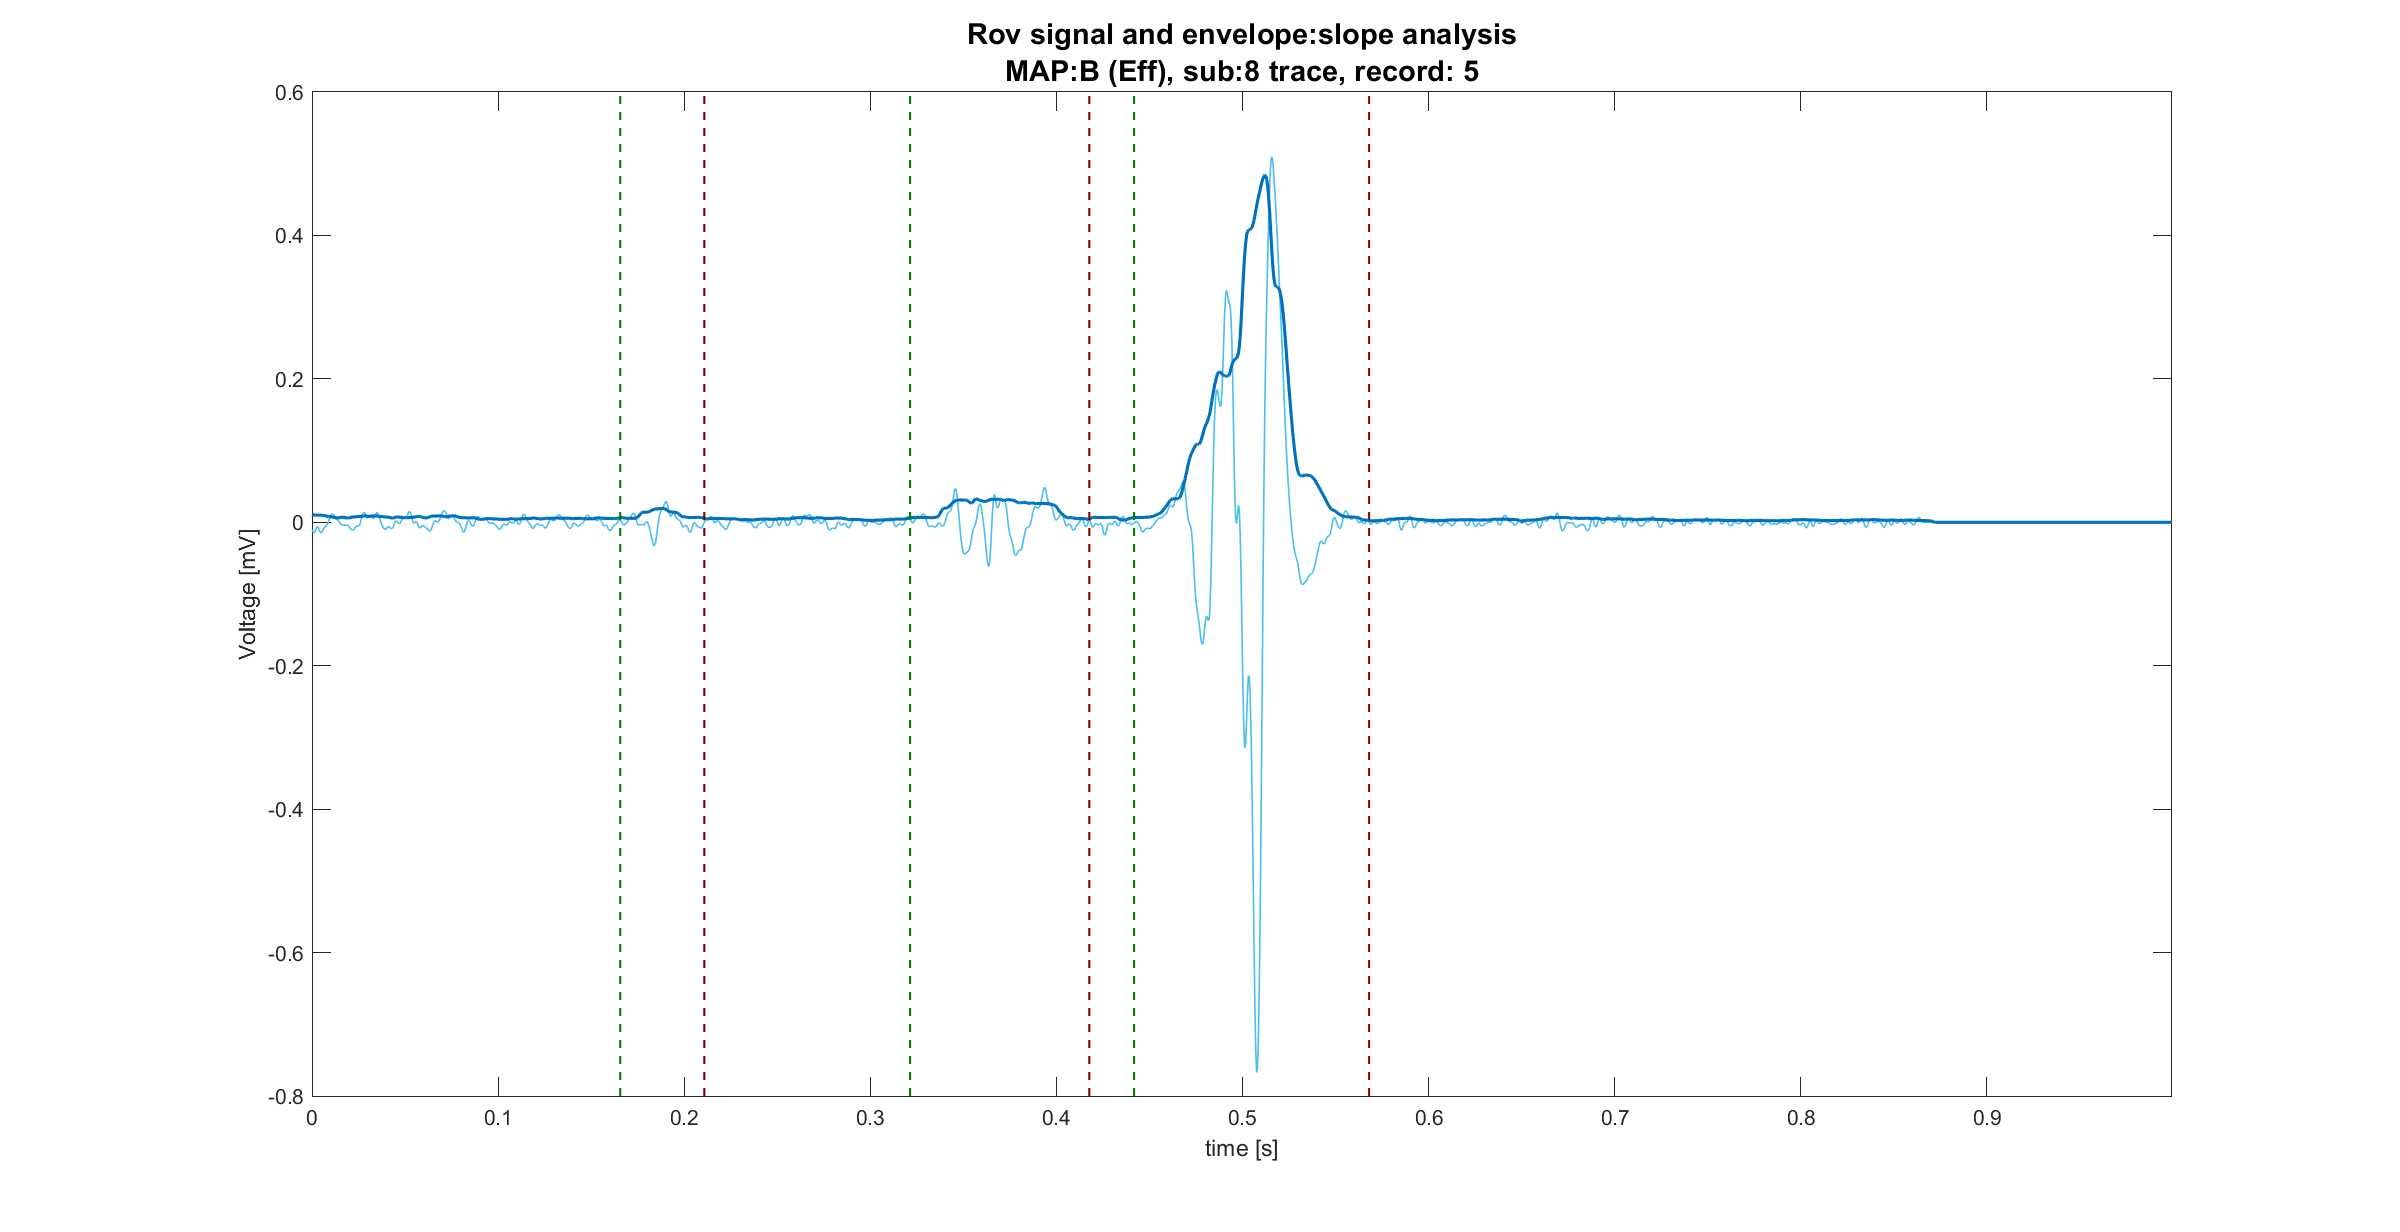 Rov signal and envelope:slope analysis
MAP:B (Eff), sub:8 trace, record: 5
0.6
0.4
0.2
0
-0.2
-0.4
-0.6
-0.8
Voltage [mV]
0 0.1 0.2 0.3 0.4 0.5 0.6 0.7 0.8 0.9
time [s]